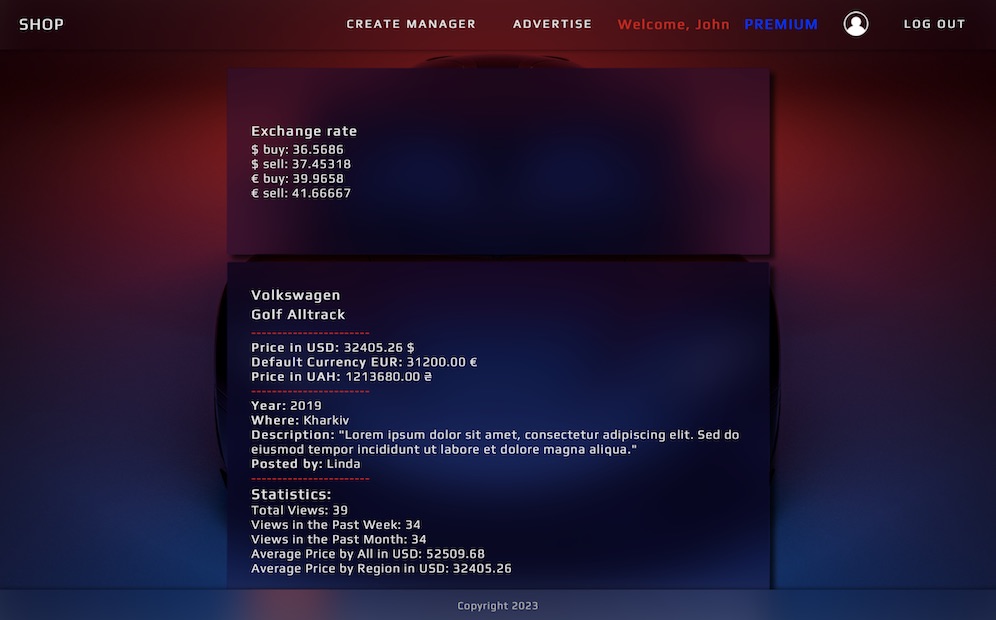 SHOP CREATE MANAGER ADVERTISE Welcome, John PREMIUM LOG OUT
Exchange rate
$ buy: 36.5686
$ sell: 37.45318
€ buy: 39.9658
€ sell: 41.66667
Volkswagen
Golf Alltrack
------------------------
Price in USD: 32405.26 $
Default Currency EUR: 31200.00 €
Price in UAH: 1213680.00 ₴
------------------------
Year: 2019
Where: Kharkiv
Description: "Lorem ipsum dolor sit amet, consectetur adipiscing elit. Sed do
eiusmod tempor incididunt ut labore et dolore magna aliqua."
Posted by: Linda
------------------------
Statistics:
Total Views: 39
Views in the Past Week: 34
Views in the Past Month: 34
Average Price by All in USD: 52509.68
Average Price by Region in USD: 32405.26
Copyright 2023